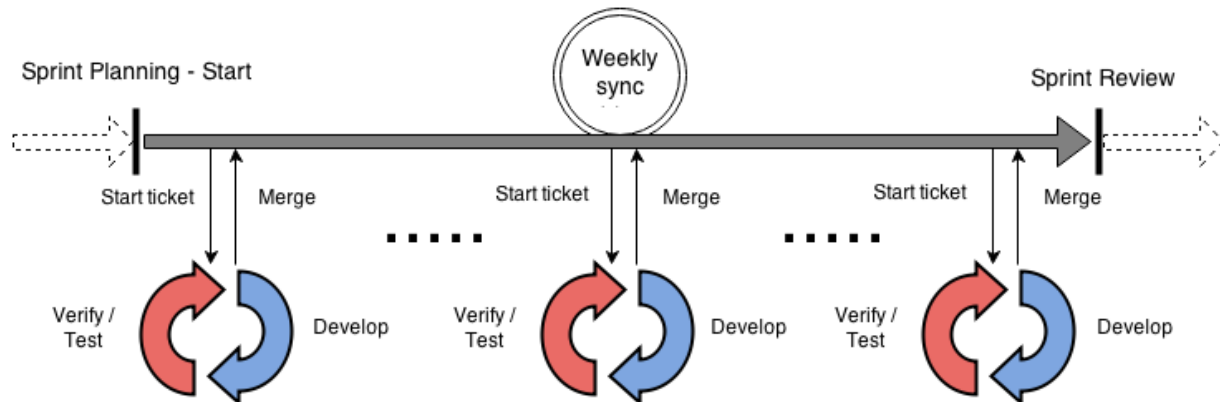 Sprint Planning - Start
Weekly
sync
Sprint Review
Start ticket
Merge
Start ticket
Merge
Start ticket
Merge
Verify /
Test
Develop
Verify /
Test
Develop
Verify /
Test
Develop